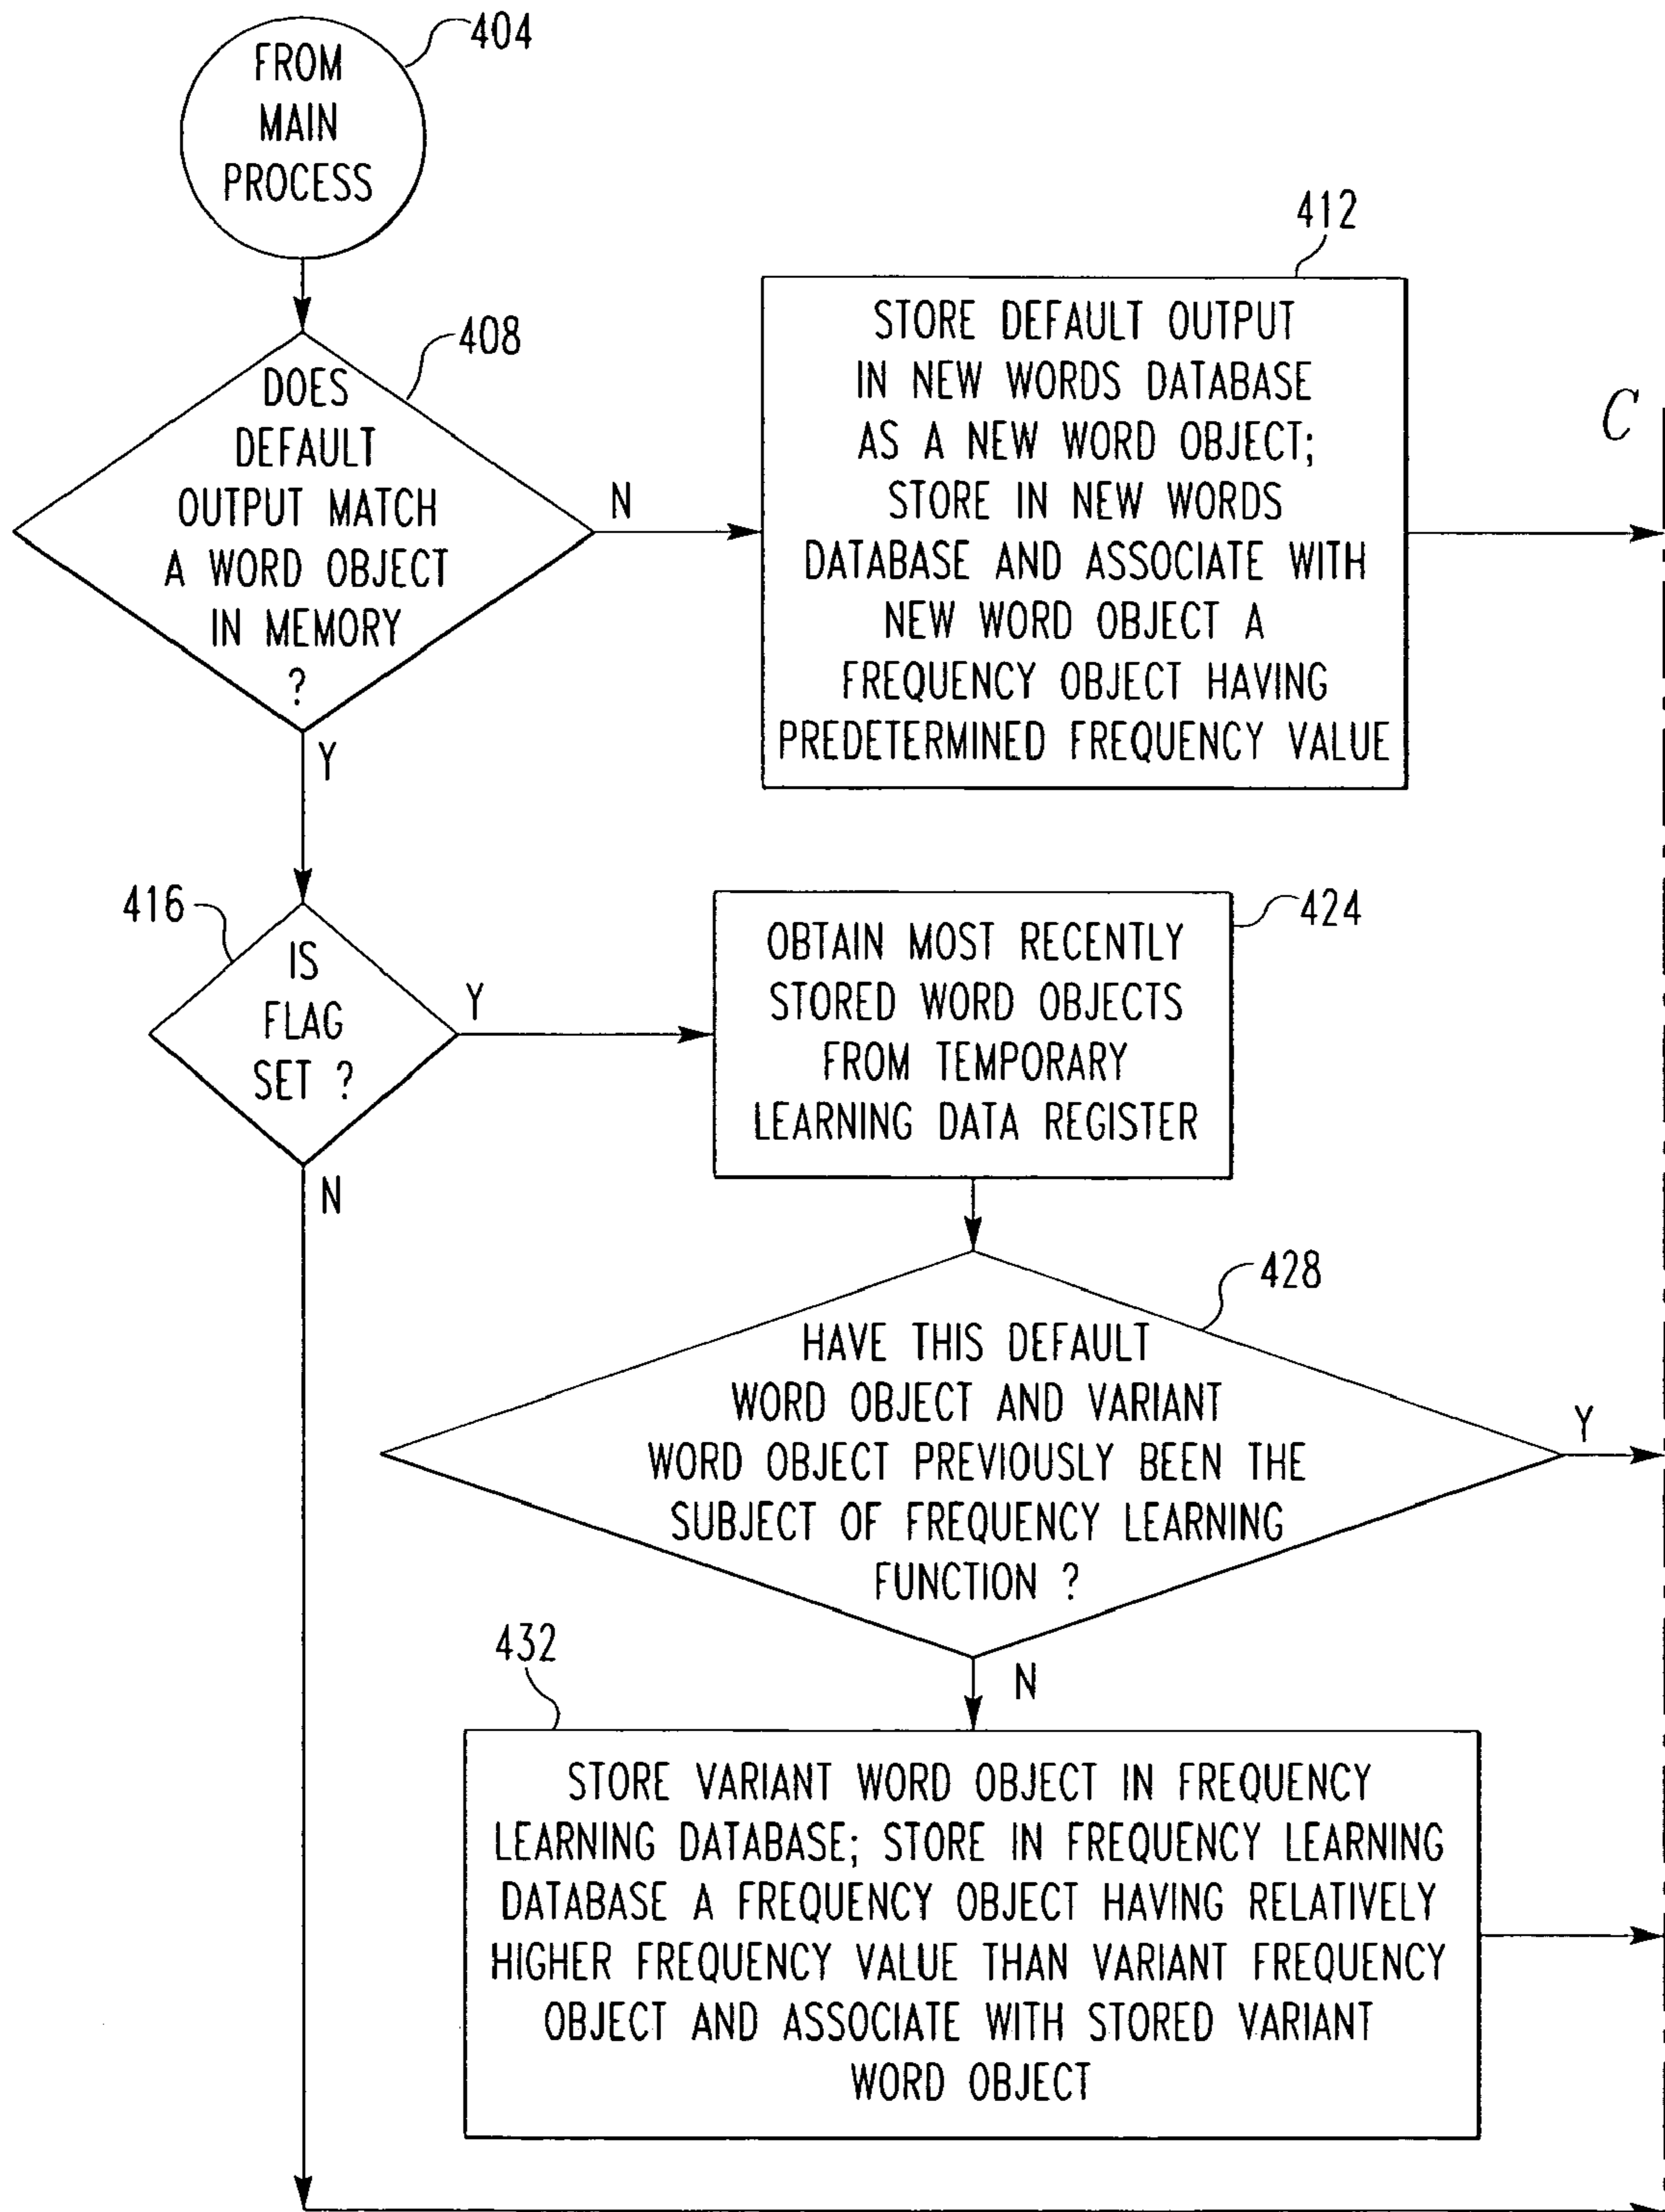 404
FROM
MAIN
PROCESS
408
DOES
DEFAULT
OUTPUT MATCH
A WORD OBJECT
IN MEMORY
?
N
Y
412
STORE DEFAULT OUTPUT
IN NEW WORDS DATABASE
AS A NEW WORD OBJECT;
STORE IN NEW WORDS
DATABASE AND ASSOCIATE WITH
NEW WORD OBJECT A
FREQUENCY OBJECT HAVING
PREDETERMINED FREQUENCY VALUE
C
416
IS
FLAG
SET ?
Y
N
424
OBTAIN MOST RECENTLY
STORED WORD OBJECTS
FROM TEMPORARY
LEARNING DATA REGISTER
428
HAVE THIS DEFAULT
WORD OBJECT AND VARIANT
WORD OBJECT PREVIOUSLY BEEN THE
SUBJECT OF FREQUENCY LEARNING
FUNCTION ?
Y
N
432
STORE VARIANT WORD OBJECT IN FREQUENCY
LEARNING DATABASE; STORE IN FREQUENCY LEARNING
DATABASE A FREQUENCY OBJECT HAVING RELATIVELY
HIGHER FREQUENCY VALUE THAN VARIANT FREQUENCY
OBJECT AND ASSOCIATE WITH STORED VARIANT
WORD OBJECT